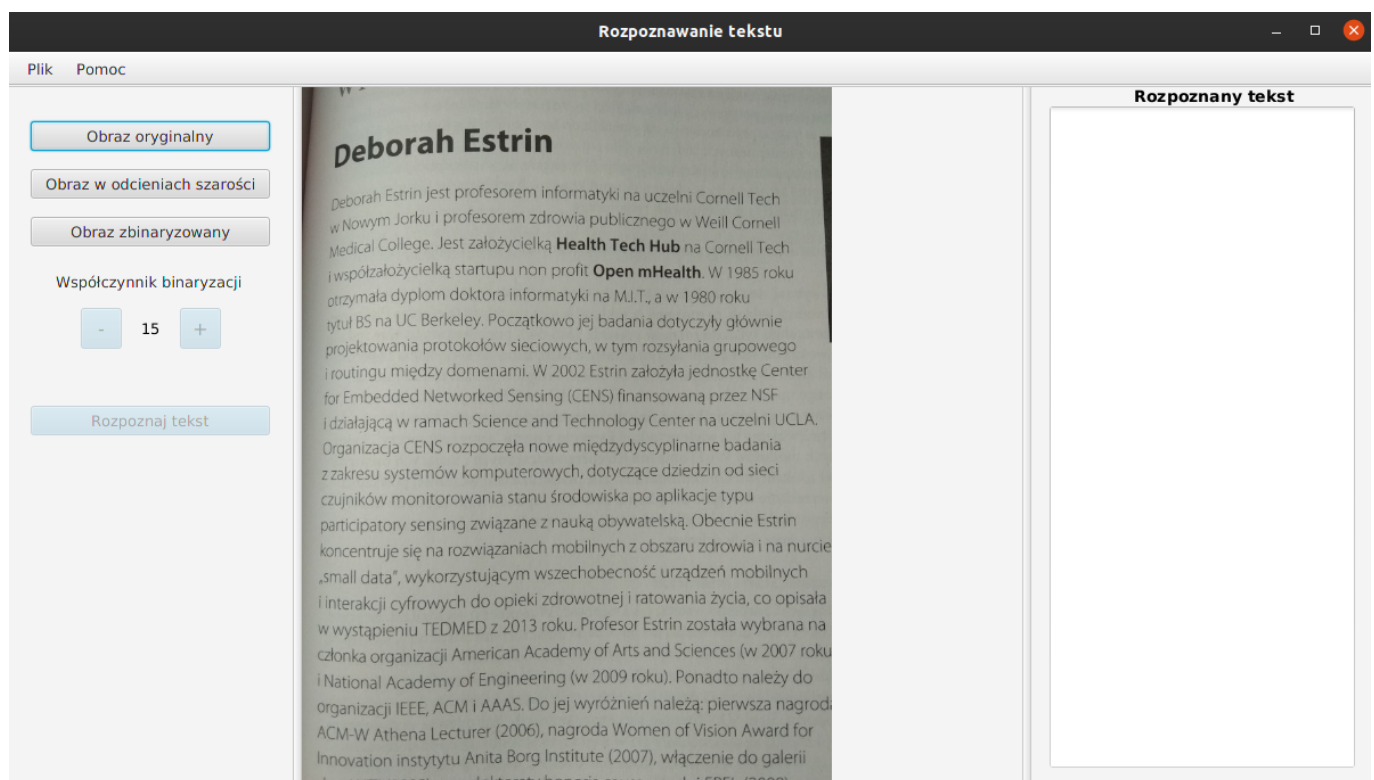 Rozpoznawanie tekstu
Plik Pomoc
Obraz oryginalny
Obraz w odcieniach szarości
Obraz zbinaryzowany
Współczynnik binaryzacji
- 15 +
Rozpoznaj tekst
Deborah Estrin
Deborah Estrin jest profesorem informatyki na uczelni Cornell Tech
w Nowym Jorku i profesorem zdrowia publicznego w Weill Cornell
Medical College. Jest założycielką Health Tech Hub na Cornell Tech
i współzałożycielką startupu non profit Open mHealth. W 1985 roku
otrzymała dyplom doktora informatyki na M.I.T., a w 1980 roku
tytuł BS na UC Berkeley. Początkowo jej badania dotyczyły głównie
projektowania protokołów sieciowych, w tym rozsyłania grupowego
i routingu między domenami. W 2002 Estrin założyła jednostkę Center
for Embedded Networked Sensing (CENS) finansowaną przez NSF
i działającą w ramach Science and Technology Center na uczelni UCLA.
Organizacja CENS rozpoczęła nowe międzydyscyplinarne badania
z zakresu systemów komputerowych, dotyczące dziedzin od sieci
czujników monitorowania stanu środowiska po aplikacje typu
participatory sensing związane z nauką obywatelską. Obecnie Estrin
koncentruje się na rozwiązaniach mobilnych z obszaru zdrowia i na nurcie
„small data”, wykorzystującym wszechobecność urządzeń mobilnych
i interakcji cyfrowych do opieki zdrowotnej i ratowania życia, co opisała
w wystąpieniu TEDMED z 2013 roku. Profesor Estrin została wybrana na
członka organizacji American Academy of Arts and Sciences (w 2007 roku
i National Academy of Engineering (w 2009 roku). Ponadto należy do
organizacji IEEE, ACM i AAAS. Do jej wyróżnień należą: pierwsza nagroda
ACM-W Athena Lecturer (2006), nagroda Women of Vision Award for
Innovation instytytu Anita Borg Institute (2007), włączenie do galerii
Rozpoznany tekst